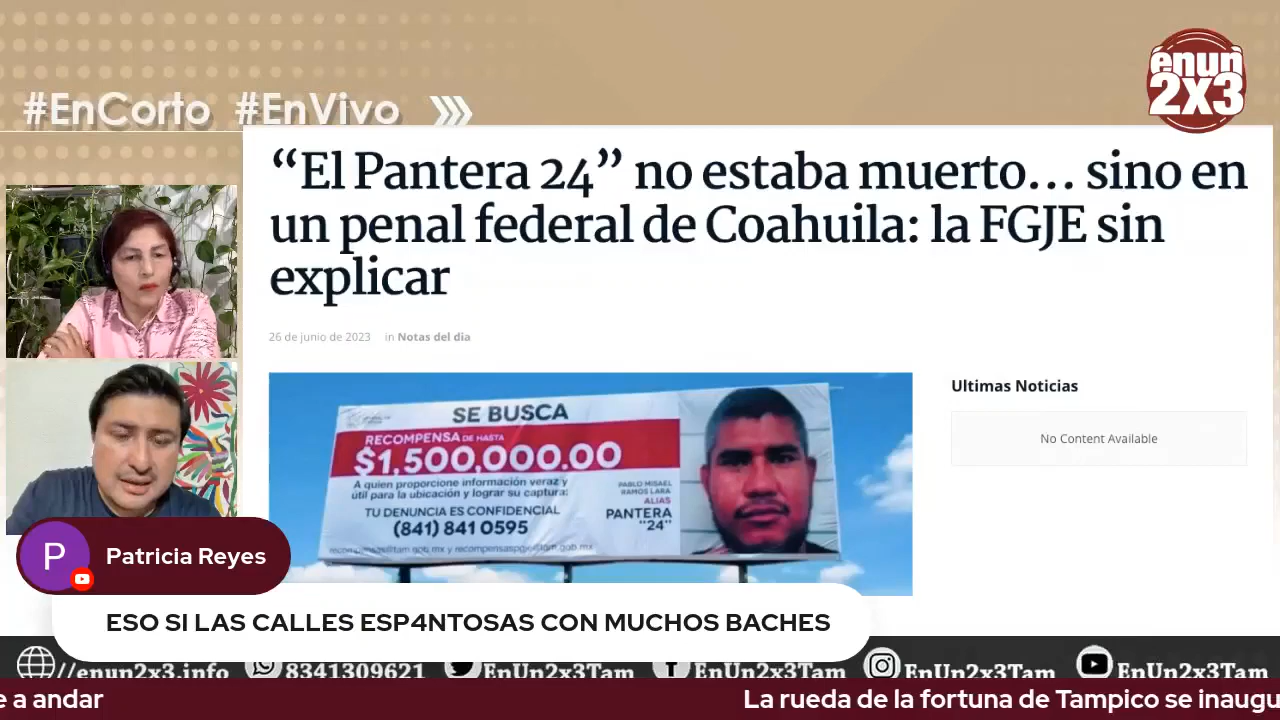 énun
2x3
#EnCorto #EnVivo
“El Pantera 24” no estaba muerto… sino en
un penal federal de Coahuila: la FGJE sin
explicar
26 de junio de 2023 in Notas del dia
SE BUSCA
RECOMPENSA DE HASTA
$1,500,000.00
A quien proporcione información veraz y
útil para la ubicación y lograr su captura:
TU DENUNCIA ES CONFIDENCIAL
(841) 841 0595
PABLO MISAEL
RAMOS LARA
ALIAS
PANTERA
"24"
Ultimas Noticias
No Content Available
P
Patricia Reyes
ESO SI LAS CALLES ESP4NTOSAS CON MUCHOS BACHES
//enun2x3.info 8341309621 EnUn2x3Tam EnUn2x3Tam EnUn2x3Tam EnUn2x3Tam
e a andar La rueda de la fortuna de Tampico se inaugu